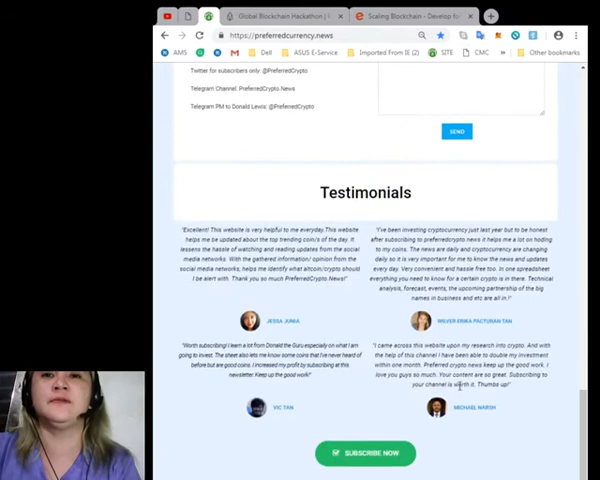 Global Blockchain Hackathon |
Scaling Blockchain - Develop fo
https://preferredcurrency.news
AMS
G
Dell
ASUS E-Service
Imported From IE (2)
SITE
CMC
Other bookmarks
Twitter for subscribers only: @PreferredCrypto
Telegram Channel: PreferredCrypto.News
Telegram PM to Donald Lewis: @PreferredCrypto
SEND
Testimonials
"Excellent! This website is very helpful to me everyday.This website
helps me be updated about the top trending coin/s of the day. It
lessens the hassle of watching and reading updates from the social
media networks. With the gathered information/ opinion from the
social media networks, helps me identify what altcoin/crypto should
I be alert with. Thank you so much PreferredCrypto.News!"
JESSA JUNIA
"I've been investing cryptocurrency just last year but to be honest
after subscribing to preferredcrypto.news it helps me a lot on hodling
to my coins. The news are daily and cryptocurrency are changing
daily so it is very important for me to know the news and updates
every day. Very convenient and hassle free too. In one spreadsheet
everything you need to know for a certain crypto is in there. Technical
analysis, forecast, events, the upcoming partnership of the big
names in business and etc are all in.!"
ERIKA PACTURAN TAN
"Worth subscribing! I learn a lot from Donald the Guru especially on what I am
going to invest. The sheet also lets me know some coins that I've never heard of
before but are good coins. I increased my profit by subscribing at this
newsletter. Keep up the good work!"
VIC TAN
"I came across this website upon my research into crypto. And with
the help of this channel I have been able to double my investment
within one month. Preferred crypto news keep up the good work. I
love you guys so much. Your content are so great. Subscribing to
your channel is worth it. Thumbs up!"
MICHAEL WARSH
SUBSCRIBE NOW